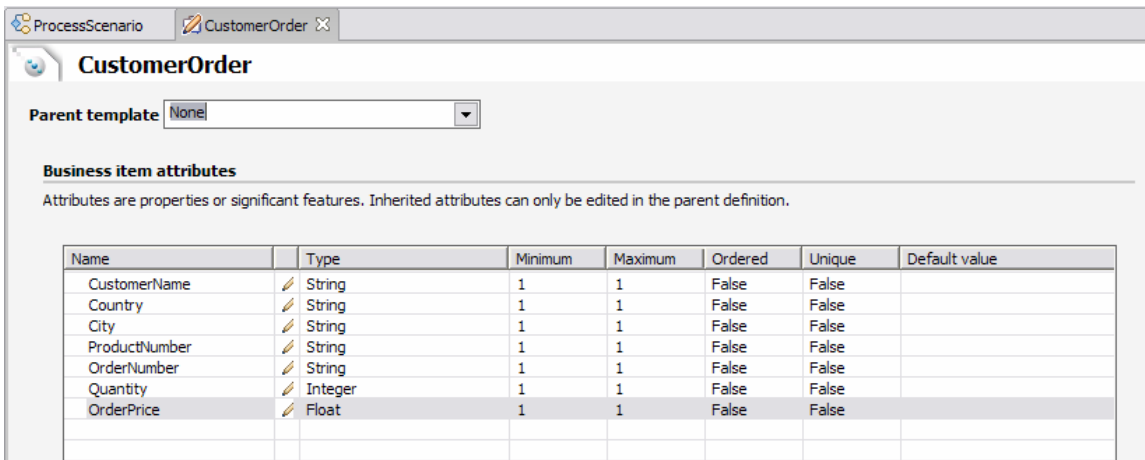 ProcessScenario CustomerOrder
CustomerOrder
Parent template None
Business item attributes
Attributes are properties or significant features. Inherited attributes can only be edited in the parent definition.
Name Type Minimum Maximum Ordered Unique Default value
CustomerName String 1 1 False False
Country String 1 1 False False
City String 1 1 False False
ProductNumber String 1 1 False False
OrderNumber String 1 1 False False
Quantity Integer 1 1 False False
OrderPrice Float 1 1 False False